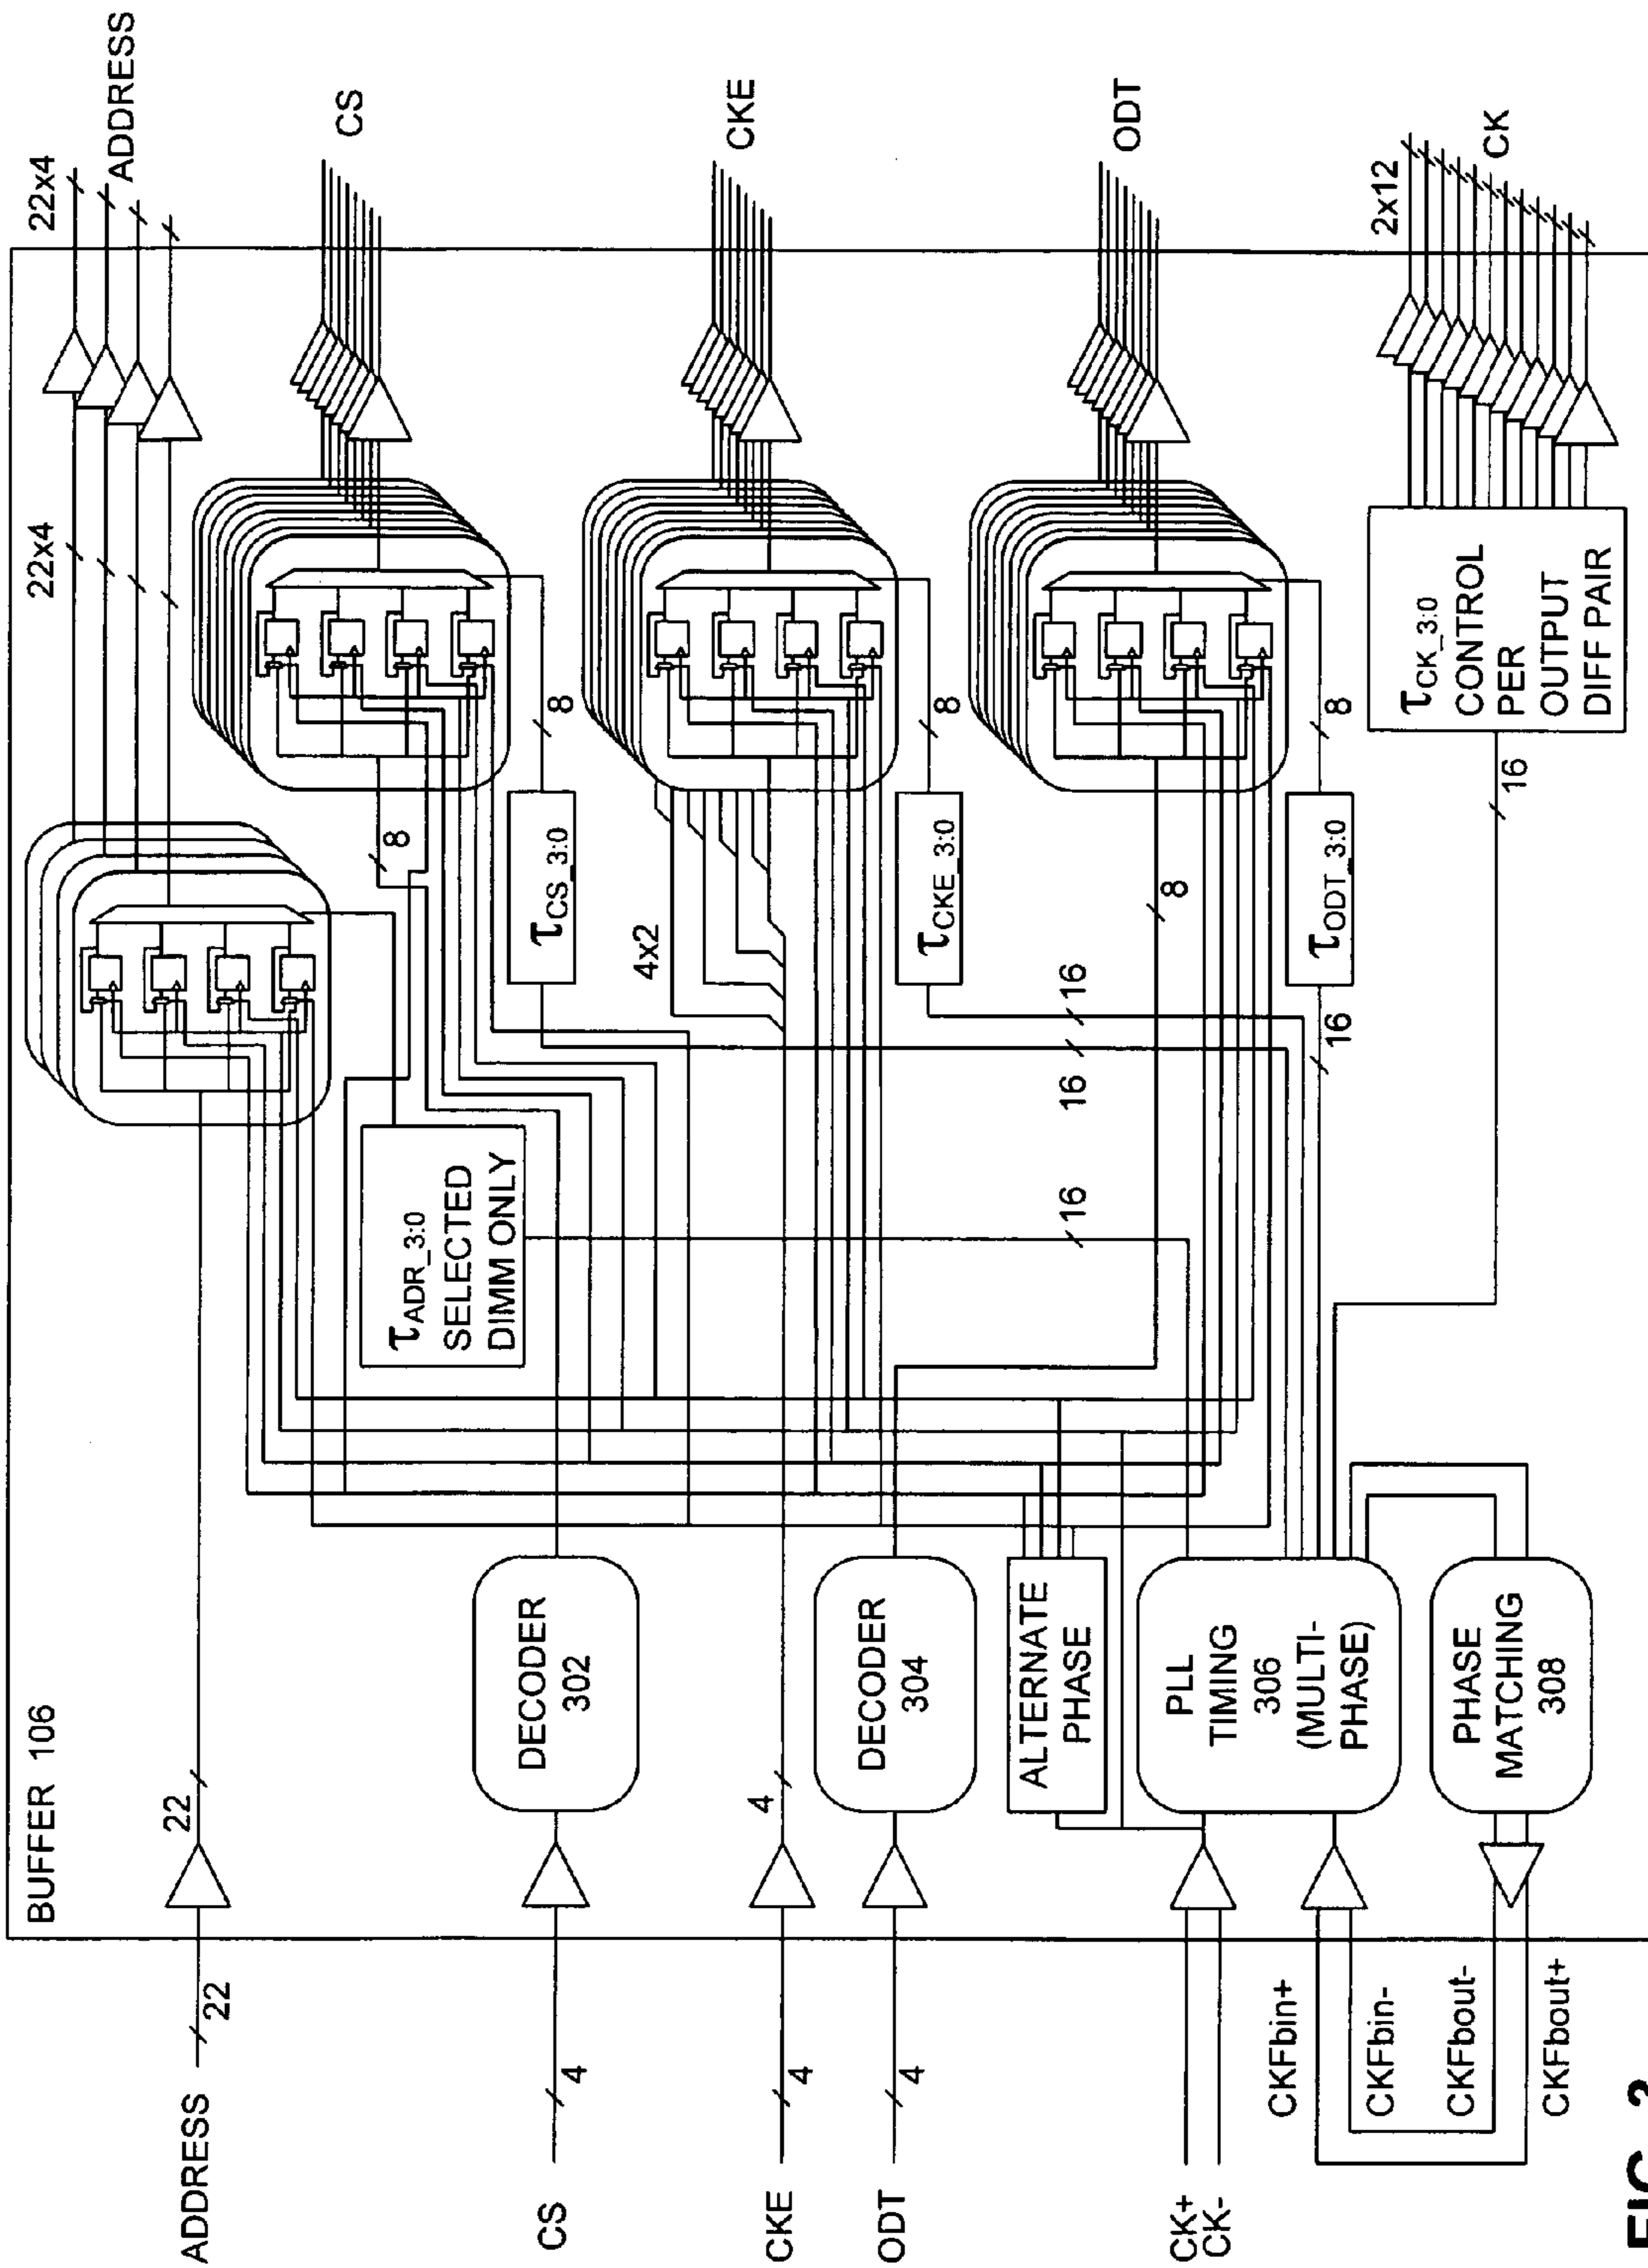 BUFFER 106
ADDRESS
22
22
22x4
22x4
ADDRESS
CS
4
DECODER
302
τADR_3:0
SELECTED
DIMM ONLY
8
τCS_3:0
8
CS
CKE
4
4
4x2
τCKE_3:0
8
CKE
ODT
4
DECODER
304
8
16
16
16
16
τODT_3:0
8
ODT
ALTERNATE
PHASE
CK+
CK-
PLL
TIMING
306
(MULTI-
PHASE)
16
τCK_3:0
CONTROL
PER
OUTPUT
DIFF PAIR
2x12
CK
CKFbin+
CKFbin-
CKFbout-
CKFbout+
PHASE
MATCHING
308